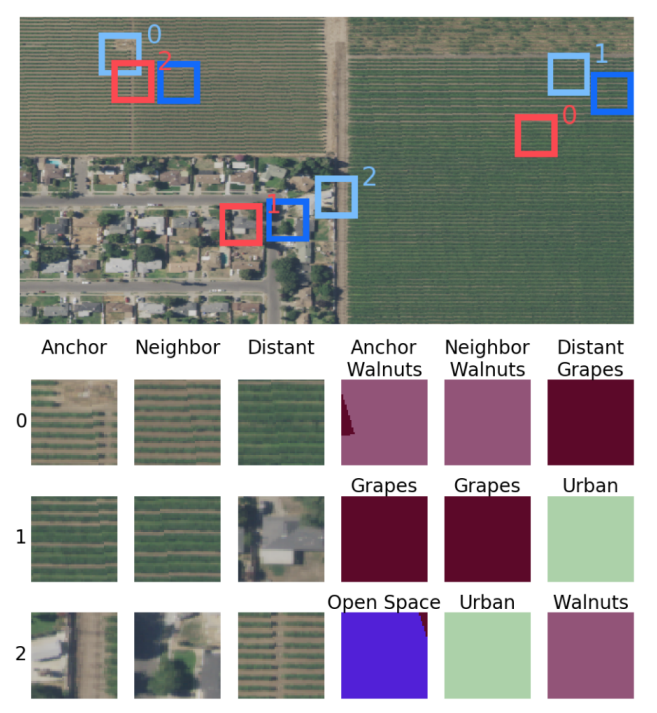 0
2
1
0
2
1
Anchor Neighbor Distant Anchor Neighbor Distant
Walnuts Walnuts Grapes
0
Grapes Grapes Urban
1
Open Space Urban Walnuts
2